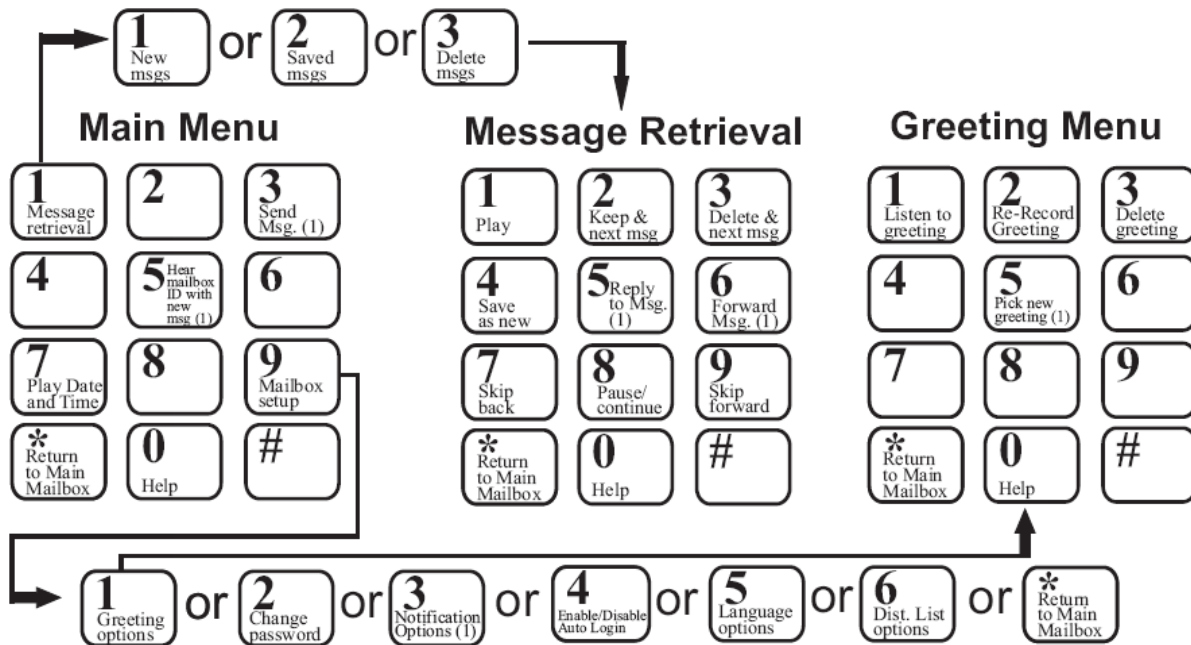 1 or 2 or 3
New
msgs
Saved
msgs
Delete
msgs
Main Menu
1
Message
retrieval
2
3
Send
Msg. (1)
4
5 Hear
mailbox
ID with
new
msg (1)
6
7
Play Date
and Time
8
9
Mailbox
setup
*
Return
to Main
Mailbox
0
Help
#
Message Retrieval
1
Play
2
Keep &
next msg
3
Delete &
next msg
4
Save
as new
5 Reply
to Msg.
(1)
6
Forward
Msg. (1)
7
Skip
back
8
Pause/
continue
9
Skip
forward
*
Return
to Main
Mailbox
0
Help
#
Greeting Menu
1
Listen to
greeting
2
Re-Record
Greeting
3
Delete
greeting
4
5
Pick new
greeting (1)
6
7
8
9
*
Return
to Main
Mailbox
0
Help
#
1
Greeting
options
or
2
Change
password
or
3
Notification
Options (1)
or
4
Enable/Disable
Auto Login
or
5
Language
options
or
6
Dist. List
options
or
*
Return
to Main
Mailbox